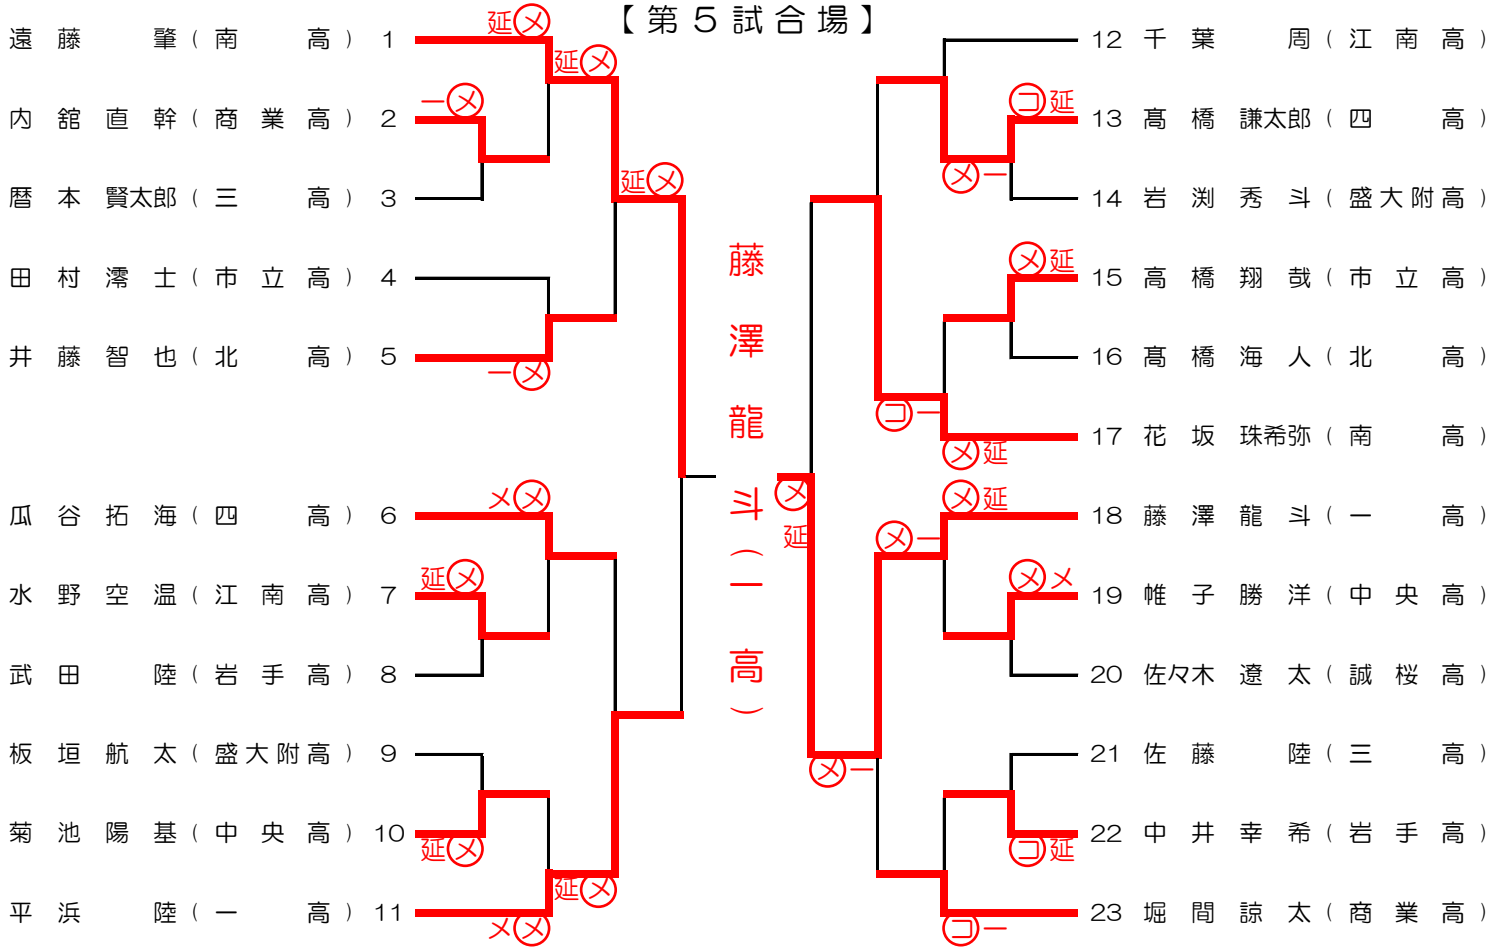 【第５試合場】
遠藤　肇（南　高）1
内舘直幹（商業高）2
暦本賢太郎（三　高）3
田村澪士（市立高）4
井藤智也（北　高）5
瓜谷拓海（四　高）6
水野空温（江南高）7
武田　陸（岩手高）8
板垣航太（盛大附高）9
菊池陽基（中央高）10
平浜　陸（一　高）11
延メ
延メ
一メ
延メ
一メ
メメ
延メ
延メ
延メ
メメ
藤澤龍斗（一高）
メ
延
12 千葉　周（江南高）
13 髙橋謙太郎（四　高）
14 岩渕秀斗（盛大附高）
15 高橋翔哉（市立高）
16 髙橋海人（北　高）
17 花坂珠希弥（南　高）
18 藤澤龍斗（一　高）
19 帷子勝洋（中央高）
20 佐々木遼太（誠桜高）
21 佐藤　陸（三　高）
22 中井幸希（岩手高）
23 堀間諒太（商業高）
コ延
メ一
メ延
コ一
メ延
メ延
メ一
メメ
メ一
コ延
コ一